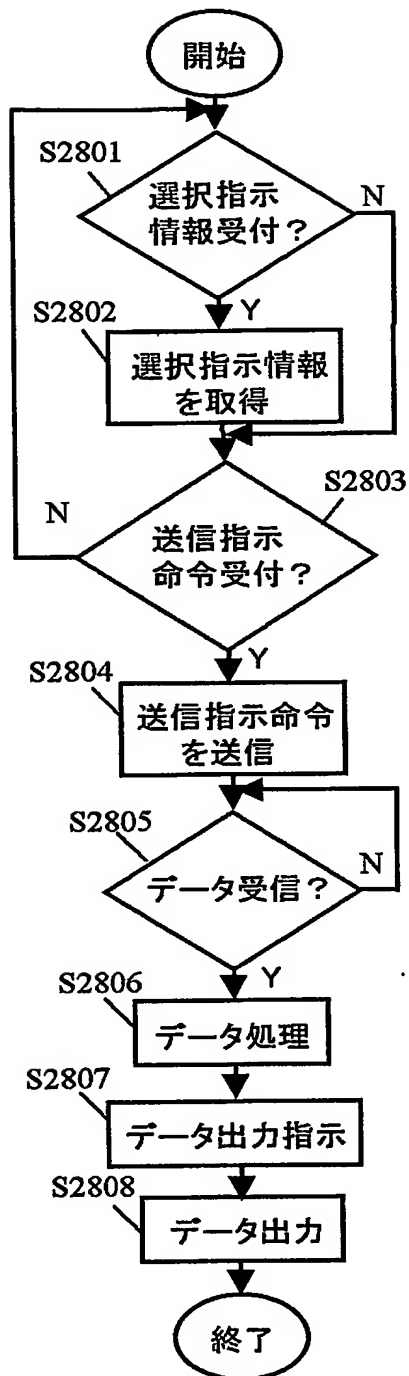 開始
S2801
選択指示
情報受付？
N
Y
S2802
選択指示情報
を取得
S2803
N
送信指示
命令受付？
Y
S2804
送信指示命令
を送信
S2805
データ受信？
N
Y
S2806
データ処理
S2807
データ出力指示
S2808
データ出力
終了